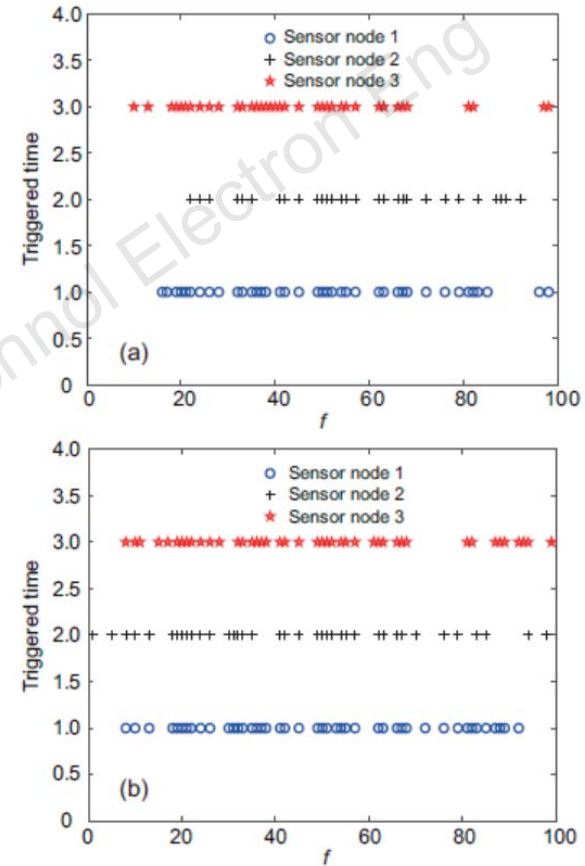 4.0
3.5
3.0
2.5
2.0
1.5
1.0
0.5
0
Triggered time
Sensor node 1
Sensor node 2
Sensor node 3
(a)
0 20 40 60 80 100
f
4.0
3.5
3.0
2.5
2.0
1.5
1.0
0.5
0
Triggered time
Sensor node 1
Sensor node 2
Sensor node 3
(b)
0 20 40 60 80 100
f
nnol Electron Eng